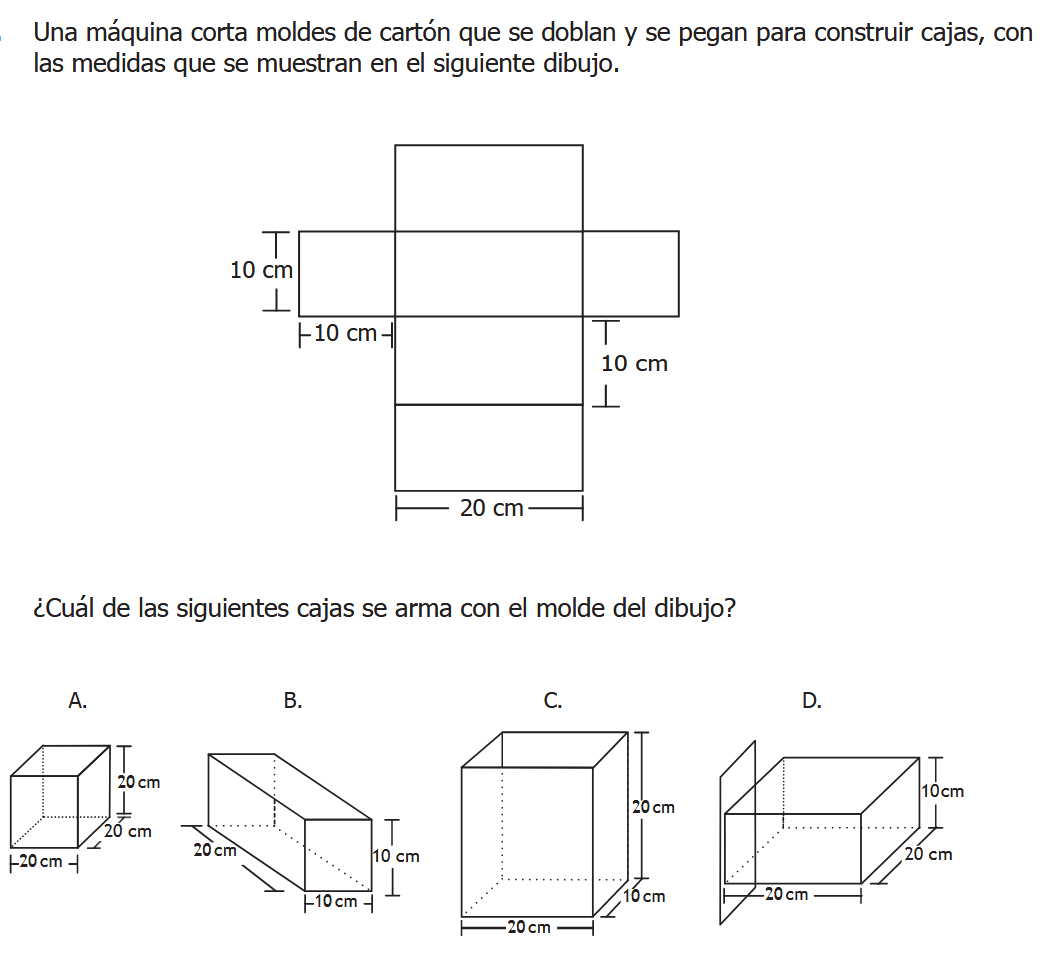 Una máquina corta moldes de cartón que se doblan y se pegan para construir cajas, con
las medidas que se muestran en el siguiente dibujo.
10 cm
10 cm
10 cm
20 cm
¿Cuál de las siguientes cajas se arma con el molde del dibujo?
A.
B.
C.
D.
20 cm
20 cm
20 cm
20 cm
10 cm
10 cm
20 cm
10 cm
20 cm
10cm
20 cm
20 cm